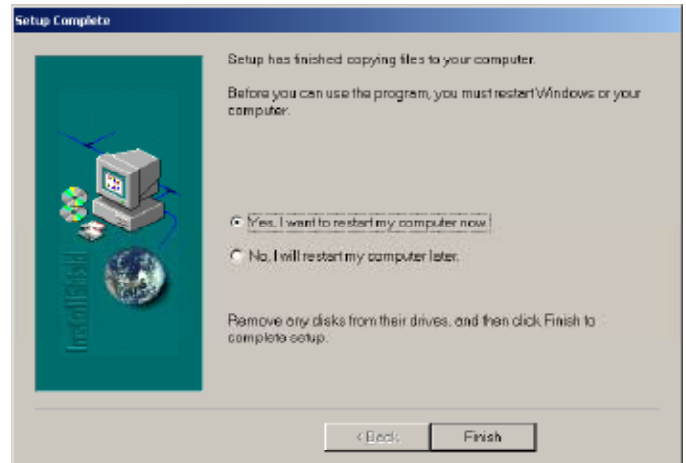 Setup Complete
Setup has finished copying files to your computer.
Before you can use the program, you must restart Windows or your
computer.
Yes, I want to restart my computer now.
No, I will restart my computer later.
Remove any disks from their drives, and then click Finish to
complete setup.
InstallShield
< Back
Finish